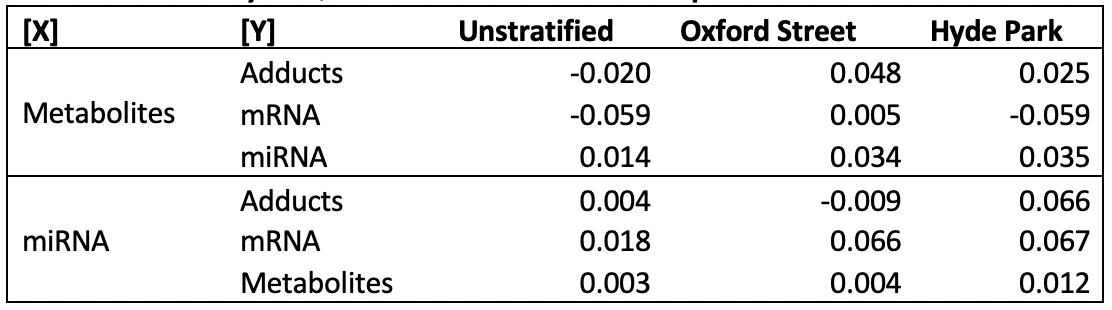 [X] [Y] Unstratified Oxford Street Hyde Park
Adducts -0.020 0.048 0.025
Metabolites mRNA -0.059 0.005 -0.059
miRNA 0.014 0.034 0.035
Adducts 0.004 -0.009 0.066
miRNA mRNA 0.018 0.066 0.067
Metabolites 0.003 0.004 0.012